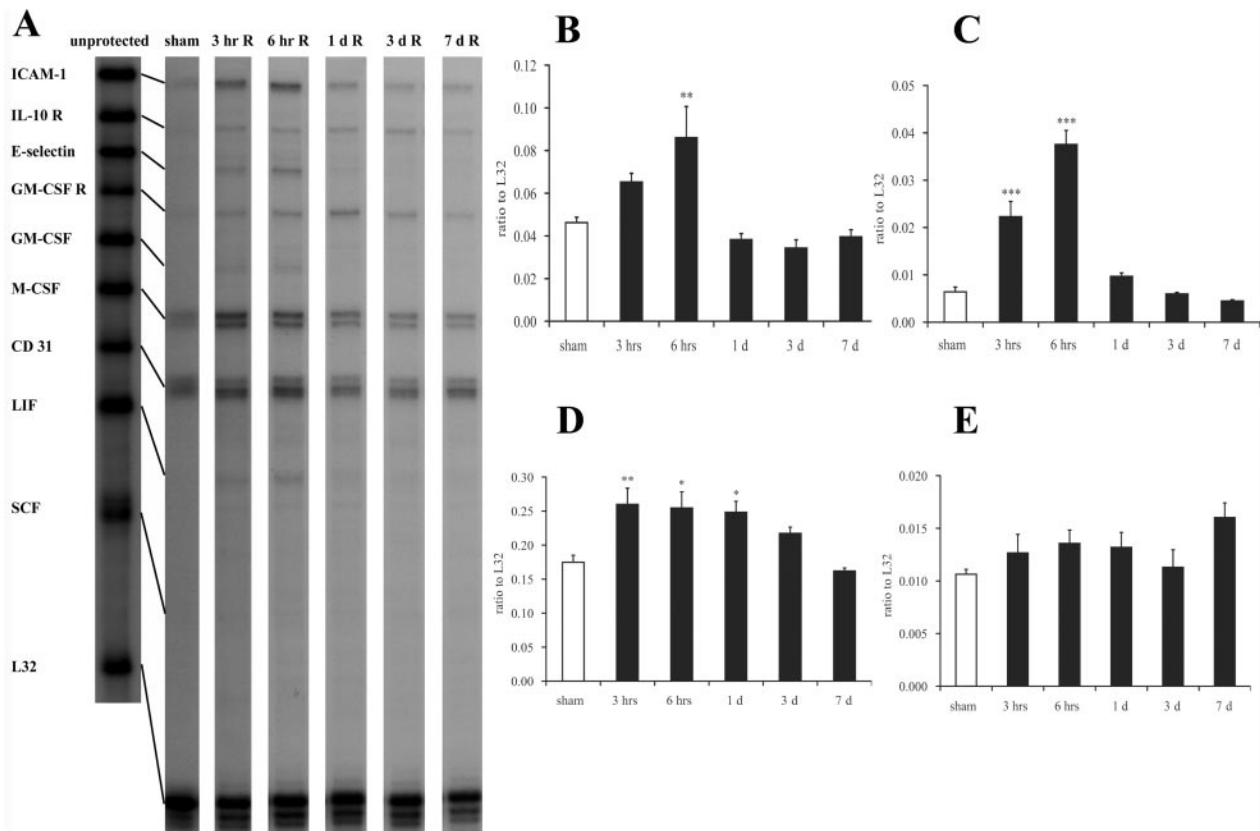 A
unprotected sham 3 hr R 6 hr R 1 d R 3 d R 7 d R
ICAM-1
IL-10 R
E-selectin
GM-CSF R
GM-CSF
M-CSF
CD 31
LIF
SCF
L32
B
ratio to L32
0.12
0.10
0.08
0.06
0.04
0.02
0.00
**
sham 3 hrs 6 hrs 1 d 3 d 7 d
C
ratio to L32
0.05
0.04
0.03
0.02
0.01
0.00
***
***
sham 3 hrs 6 hrs 1 d 3 d 7 d
D
ratio to L32
0.30
0.25
0.20
0.15
0.10
0.05
0.00
** * *
sham 3 hrs 6 hrs 1 d 3 d 7 d
E
ratio to L32
0.020
0.015
0.010
0.005
0.000
sham 3 hrs 6 hrs 1 d 3 d 7 d